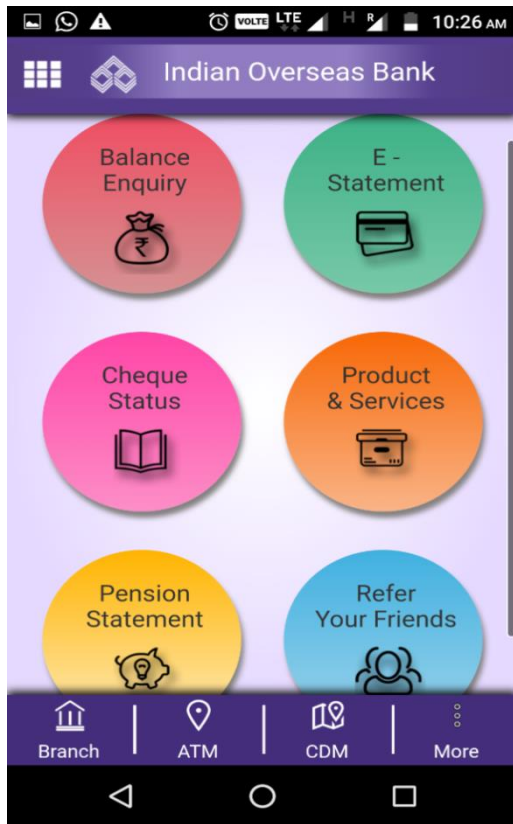 VOLTE LTE H R 10:26 AM
Indian Overseas Bank
Balance
Enquiry
₹
E -
Statement
Cheque
Status
Product
& Services
Pension
Statement
Refer
Your Friends
Branch
ATM
CDM
More